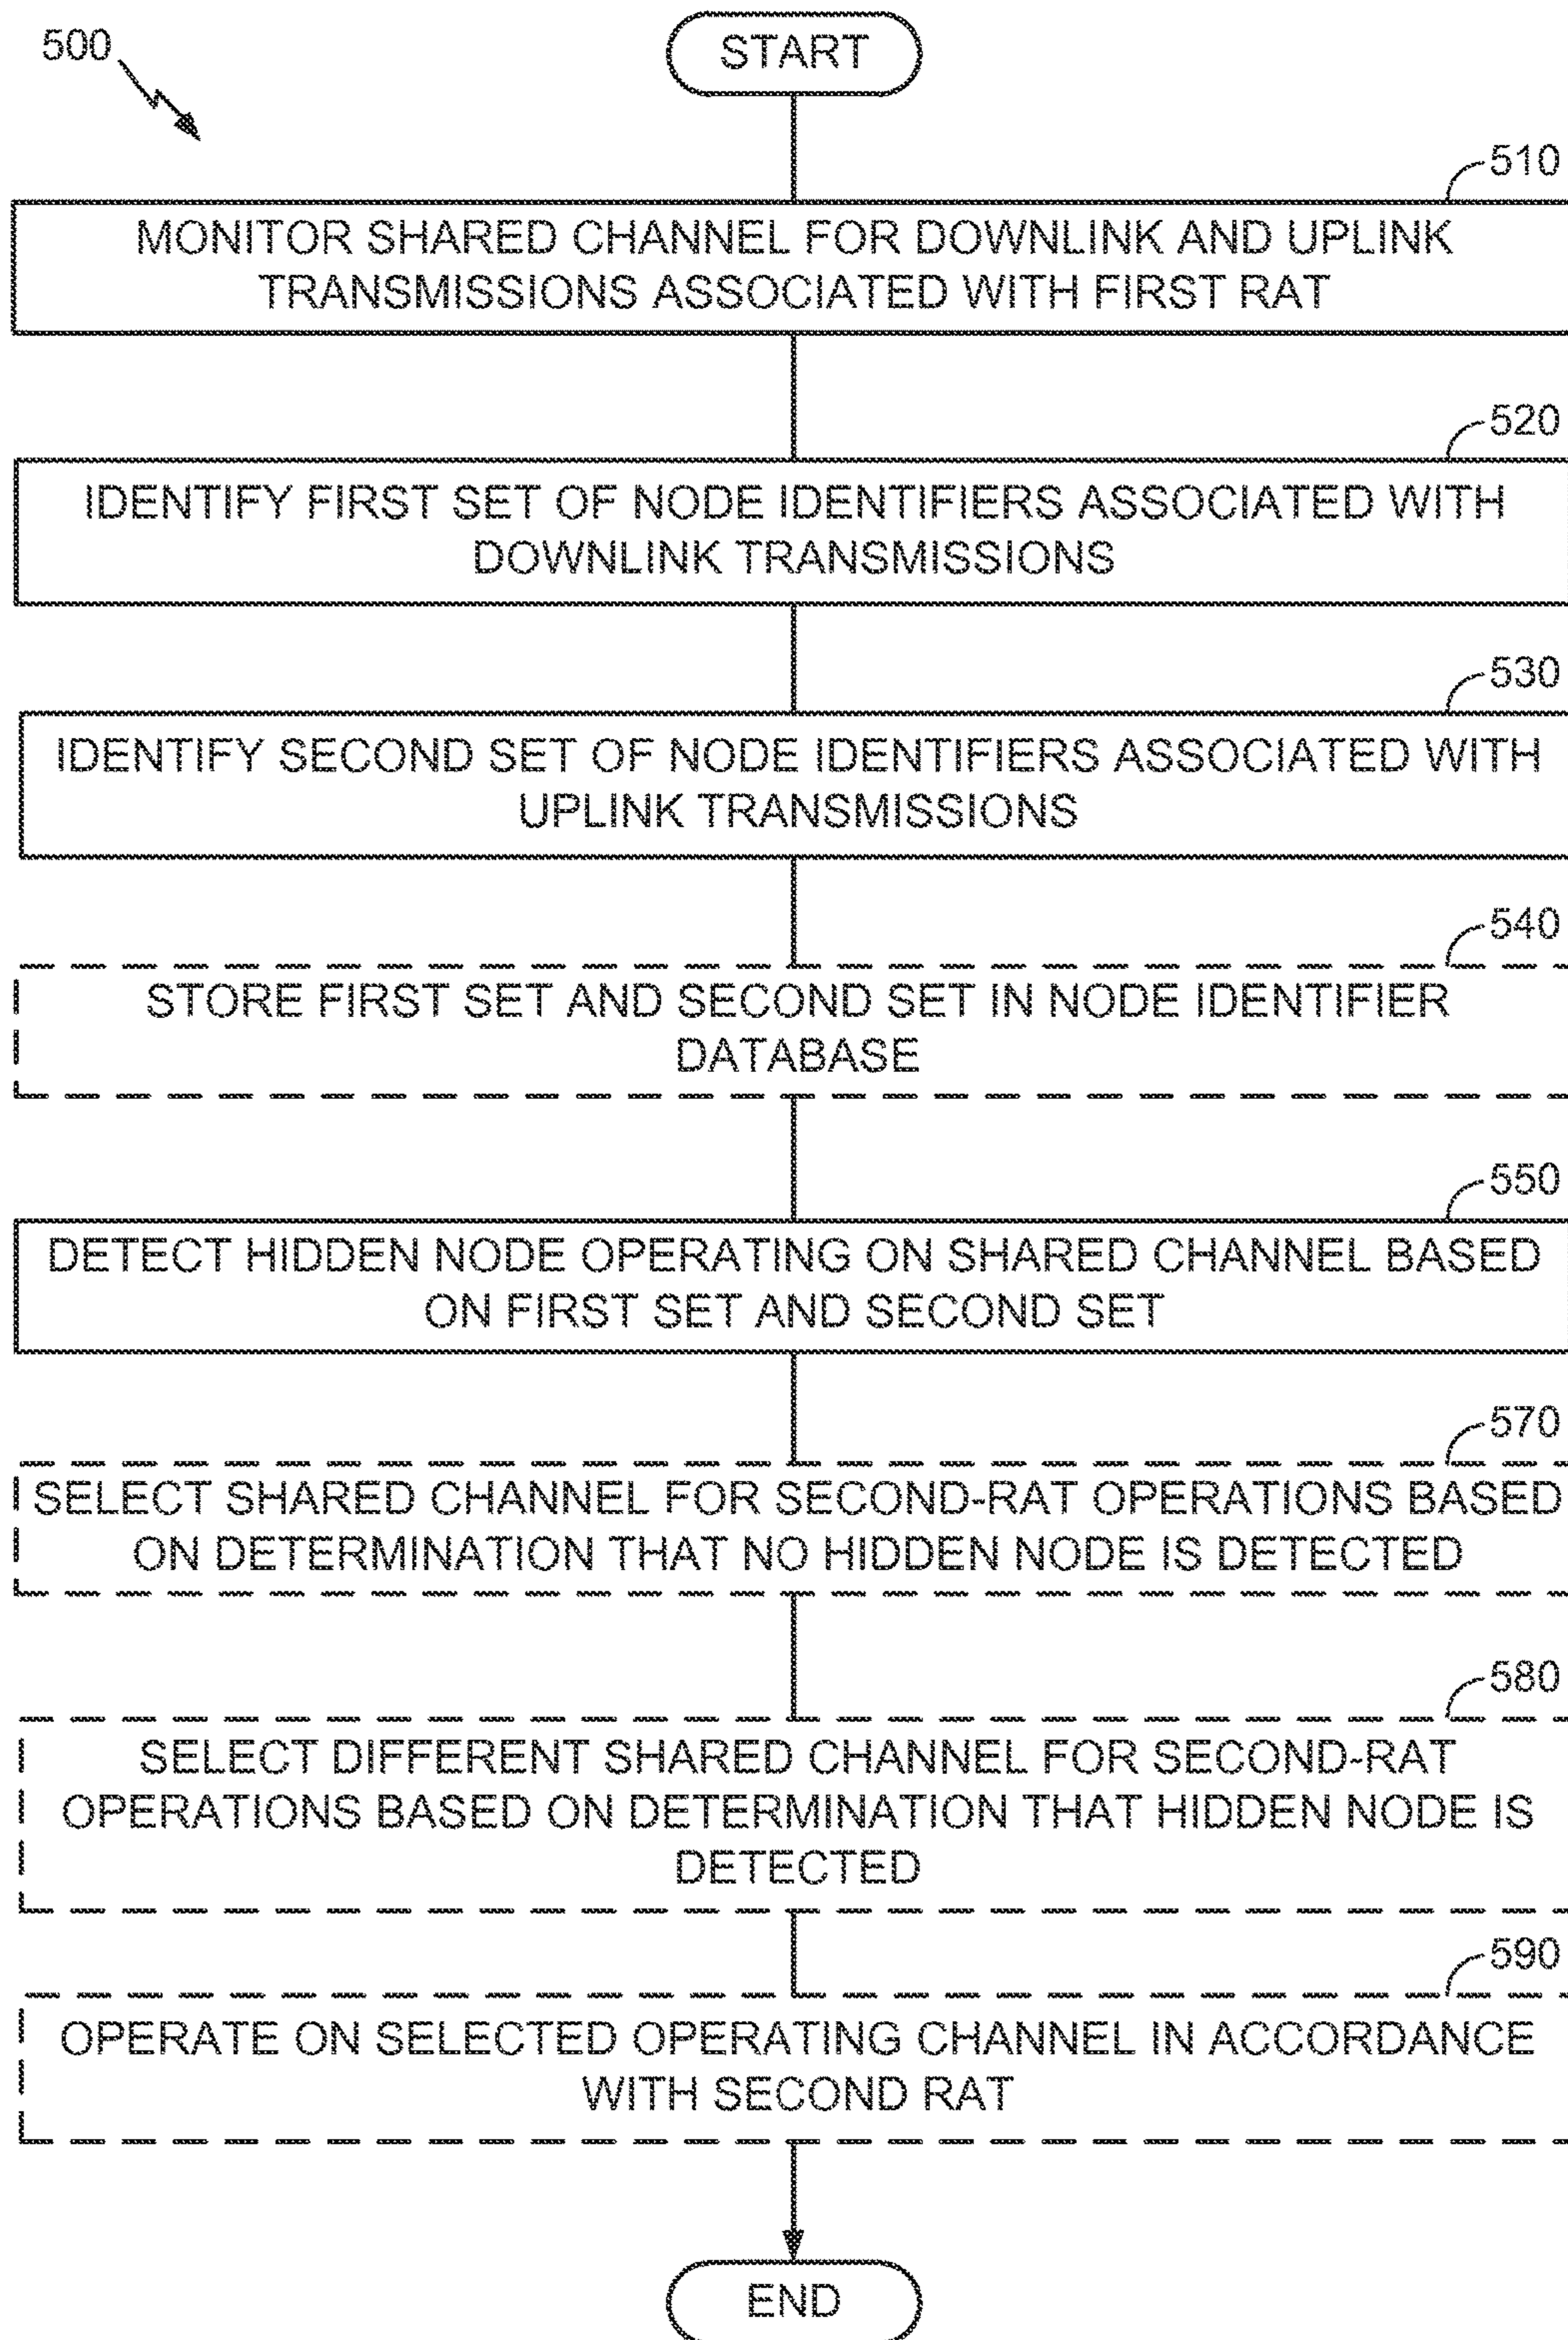 500
START
510
MONITOR SHARED CHANNEL FOR DOWNLINK AND UPLINK
TRANSMISSIONS ASSOCIATED WITH FIRST RAT
520
IDENTIFY FIRST SET OF NODE IDENTIFIERS ASSOCIATED WITH
DOWNLINK TRANSMISSIONS
530
IDENTIFY SECOND SET OF NODE IDENTIFIERS ASSOCIATED WITH
UPLINK TRANSMISSIONS
540
STORE FIRST SET AND SECOND SET IN NODE IDENTIFIER
DATABASE
550
DETECT HIDDEN NODE OPERATING ON SHARED CHANNEL BASED
ON FIRST SET AND SECOND SET
570
SELECT SHARED CHANNEL FOR SECOND-RAT OPERATIONS BASED
ON DETERMINATION THAT NO HIDDEN NODE IS DETECTED
580
SELECT DIFFERENT SHARED CHANNEL FOR SECOND-RAT
OPERATIONS BASED ON DETERMINATION THAT HIDDEN NODE IS
DETECTED
590
OPERATE ON SELECTED OPERATING CHANNEL IN ACCORDANCE
WITH SECOND RAT
END